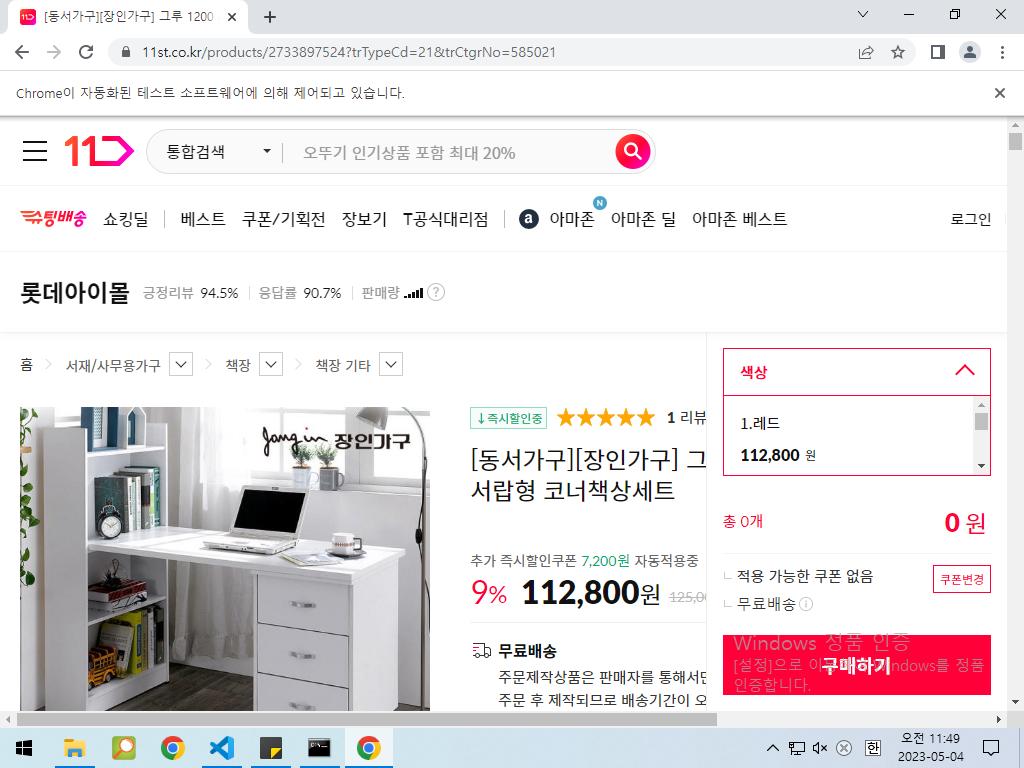 [동서가구][장인가구] 그루 1200
11st.co.kr/products/2733897524?trTypeCd=21&trCtgrNo=585021
Chrome이 자동화된 테스트 소프트웨어에 의해 제어되고 있습니다.
통합검색
오뚜기 인기상품 포함 최대 20%
슈팅배송 쇼킹딜 베스트 쿠폰/기획전 장보기 T공식대리점 a 아마존 N 아마존 딜 아마존 베스트 로그인
롯데아이몰 긍정리뷰 94.5% 응답률 90.7% 판매량 ?
홈 서재/사무용가구 책장 책장 기타
Jang in 장인가구
↓즉시할인중 1 리뷰
[동서가구][장인가구] 그
서랍형 코너책상세트
추가 즉시할인쿠폰 7,200원 자동적용중
9% 112,800원 125,0
무료배송
주문제작상품은 판매자를 통해서만
주문 후 제작되므로 배송기간이 오
색상
1.레드
112,800 원
총 0개 0 원
적용 가능한 쿠폰 없음 쿠폰변경
무료배송
구매하기
Windows 정품 인증
[설정]으로 이 Windows를 정품
인증합니다.
한
오전 11:49
2023-05-04